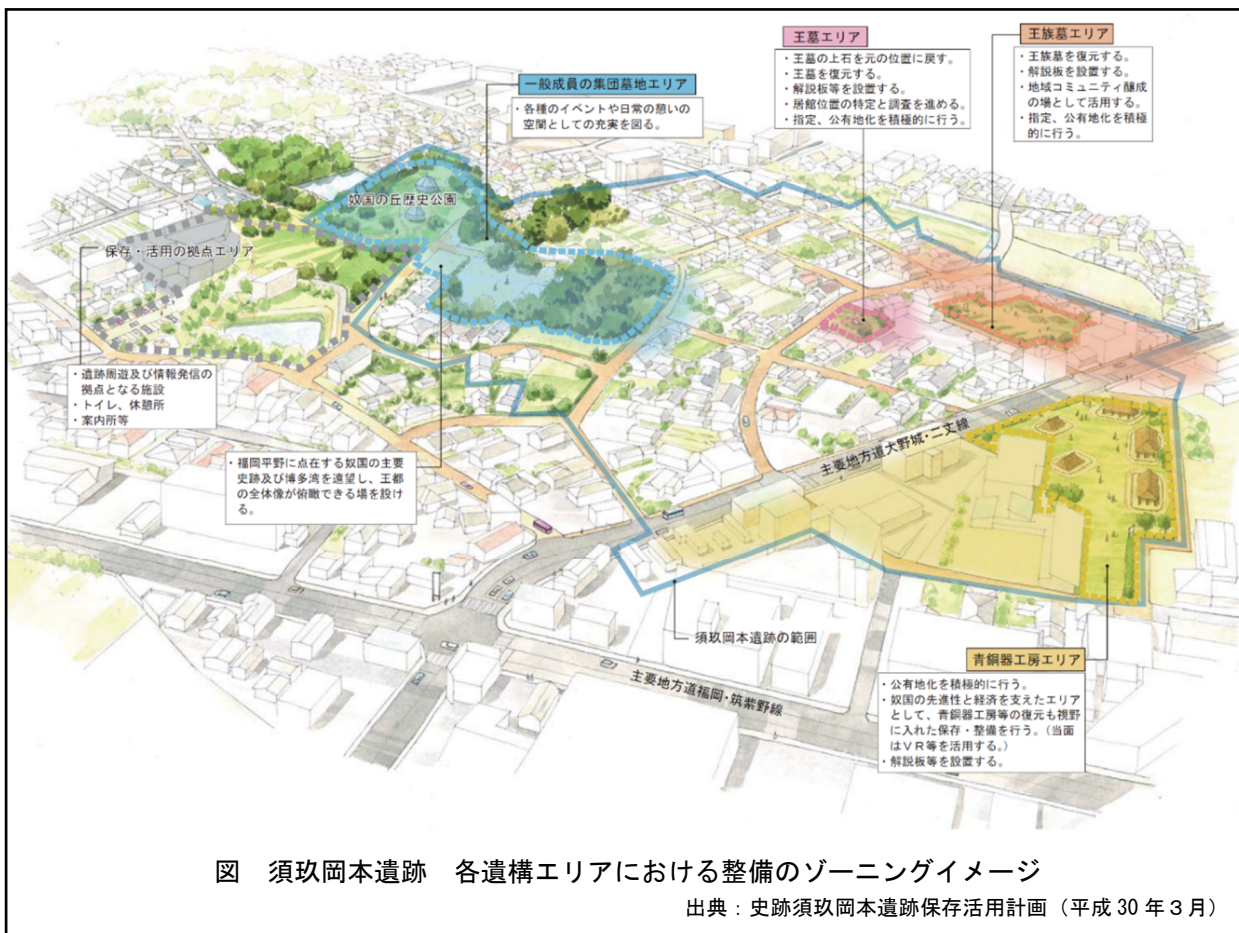 王墓エリア
・王墓の上石を元の位置に戻す。
・王墓を復元する。
・解説板等を設置する。
・居館位置の特定と調査を進める。
・指定、公有地化を積極的に行う。
王族墓エリア
・王族墓を復元する。
・解説板を設置する。
・地域コミュニティ醸成
の場として活用する。
・指定、公有地化を積極
的に行う。
一般成員の集団墓地エリア
・各種のイベントや日常の憩いの
空間としての充実を図る。
奴国の丘歴史公園
保存・活用の拠点エリア
・遺跡周遊及び情報発信の
拠点となる施設
・トイレ、休憩所
・案内所等
・福岡平野に点在する奴国の主要
史跡及び博多湾を遠望し、王都
の全体像が俯瞰できる場を設け
る。
主要地方道大野城・二丈線
須玖岡本遺跡の範囲
主要地方道福岡・筑紫野線
青銅器工房エリア
・公有地化を積極的に行う。
・奴国の先進性と経済を支えたエリア
として、青銅器工房等の復元も視野
に入れた保存・整備を行う。（当面
はＶＲ等を活用する。）
・解説板等を設置する。
図　須玖岡本遺跡　各遺構エリアにおける整備のゾーニングイメージ
出典：史跡須玖岡本遺跡保存活用計画（平成 30 年３月）